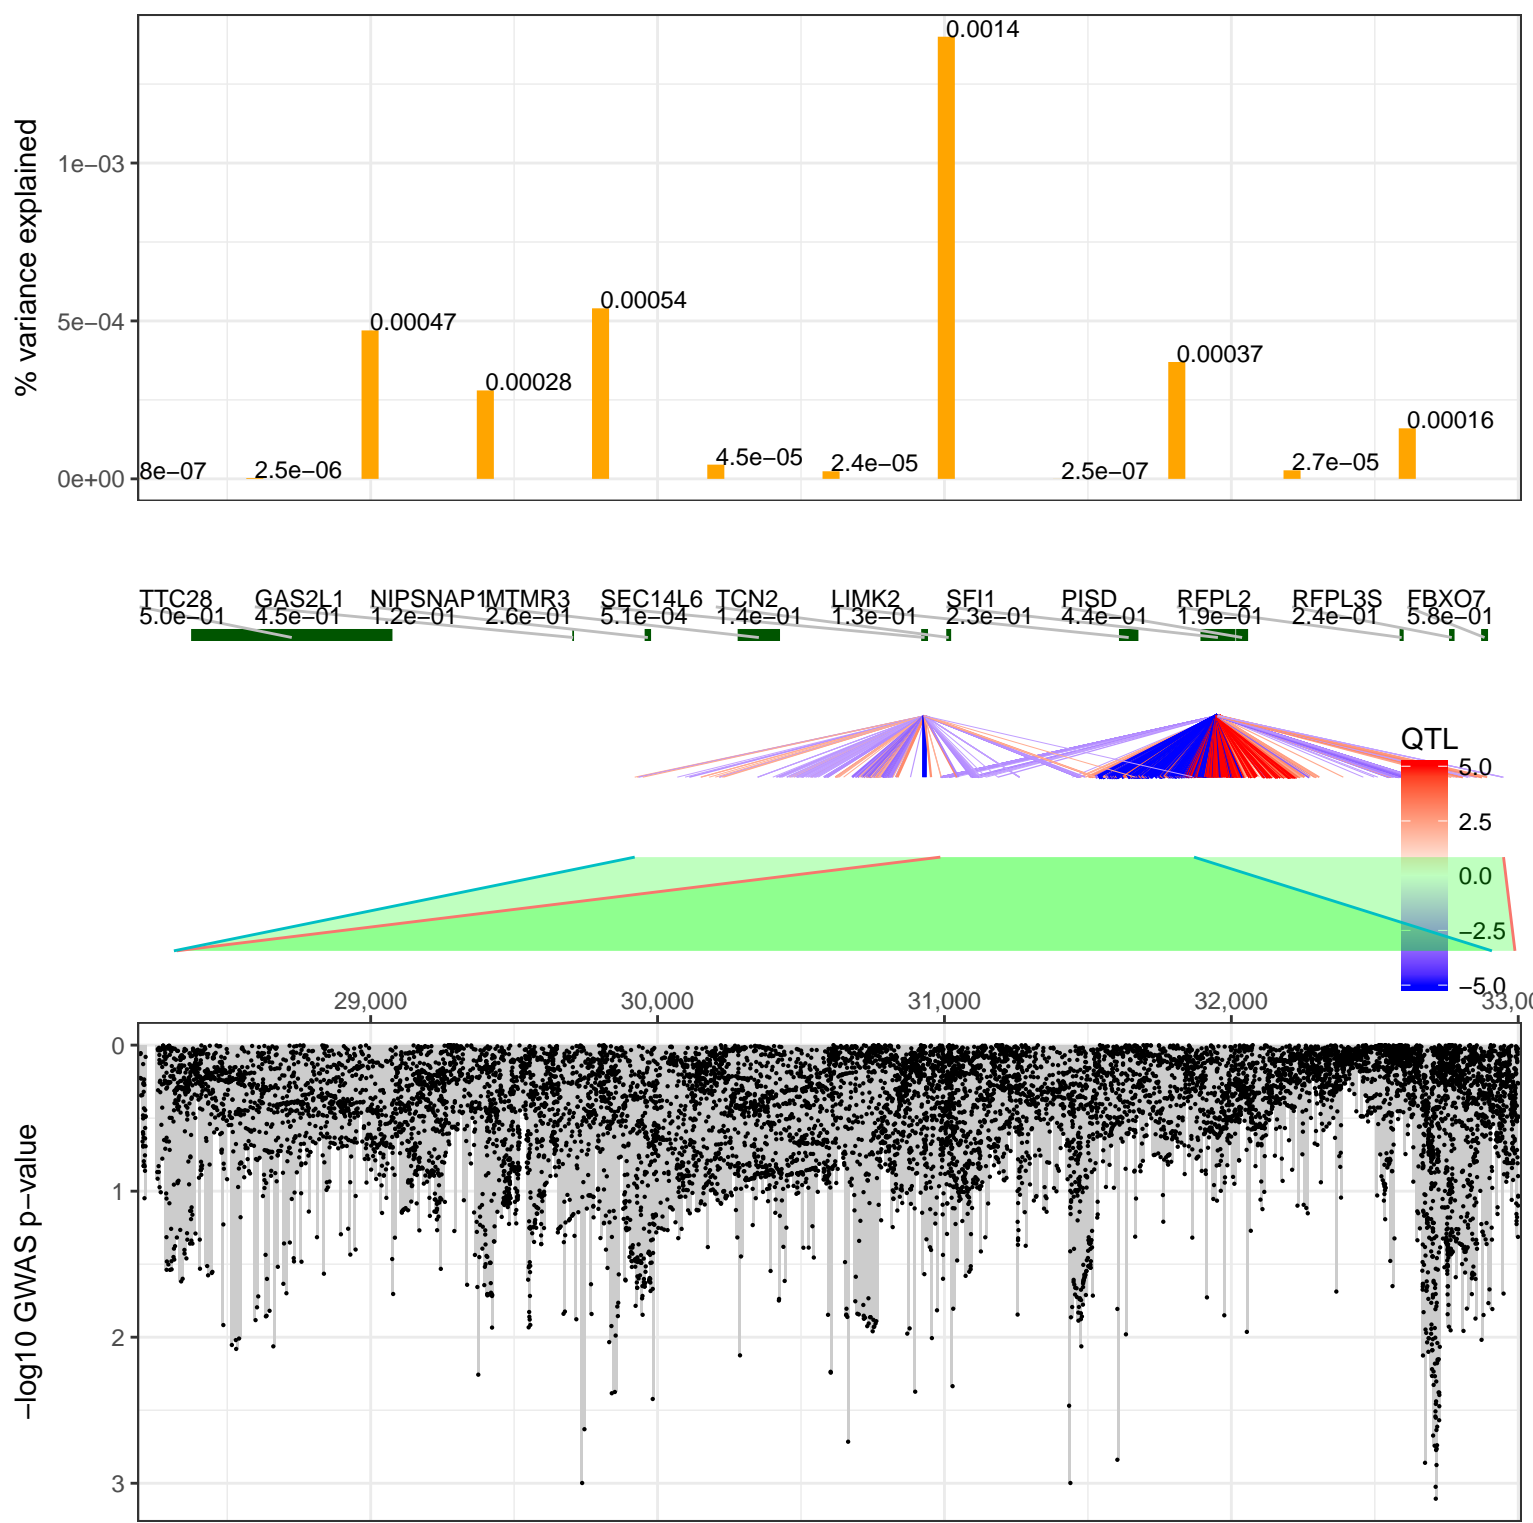 % variance explained
1e−03
5e−04
0e+00
8e−07
2.5e−06
0.00047
0.00028
0.00054
4.5e−05
2.4e−05
0.0014
2.5e−07
0.00037
2.7e−05
0.00016
TTC28 GAS2L1 NIPSNAP1 MTMR3 SEC14L6 TCN2 LIMK2 SFI1 PISD RFPL2 RFPL3S FBXO7
5.0e−01 4.5e−01 1.2e−01 2.6e−01 5.1e−04 1.4e−01 1.3e−01 2.3e−01 4.4e−01 1.9e−01 2.4e−01 5.8e−01
QTL
5.0
2.5
0.0
−2.5
−5.0
29,000 30,000 31,000 32,000 33,0
−log10 GWAS p−value
0
1
2
3